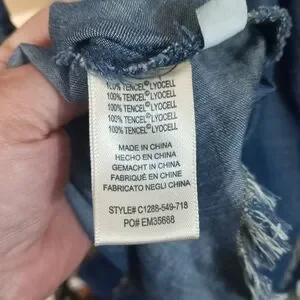 100% TENCEL© LYOCELL
100% TENCEL© LYOCELL
100% TENCEL© LYOCELL
100% TENCEL© LYOCELL
100% TENCEL© LYOCELL
MADE IN CHINA
HECHO EN CHINA
GEMACHT IN CHINA
FABRIQUÉ EN CHINE
FABRICATO NEGLI CHINA
STYLE# C1288-549-718
PO# EM35668